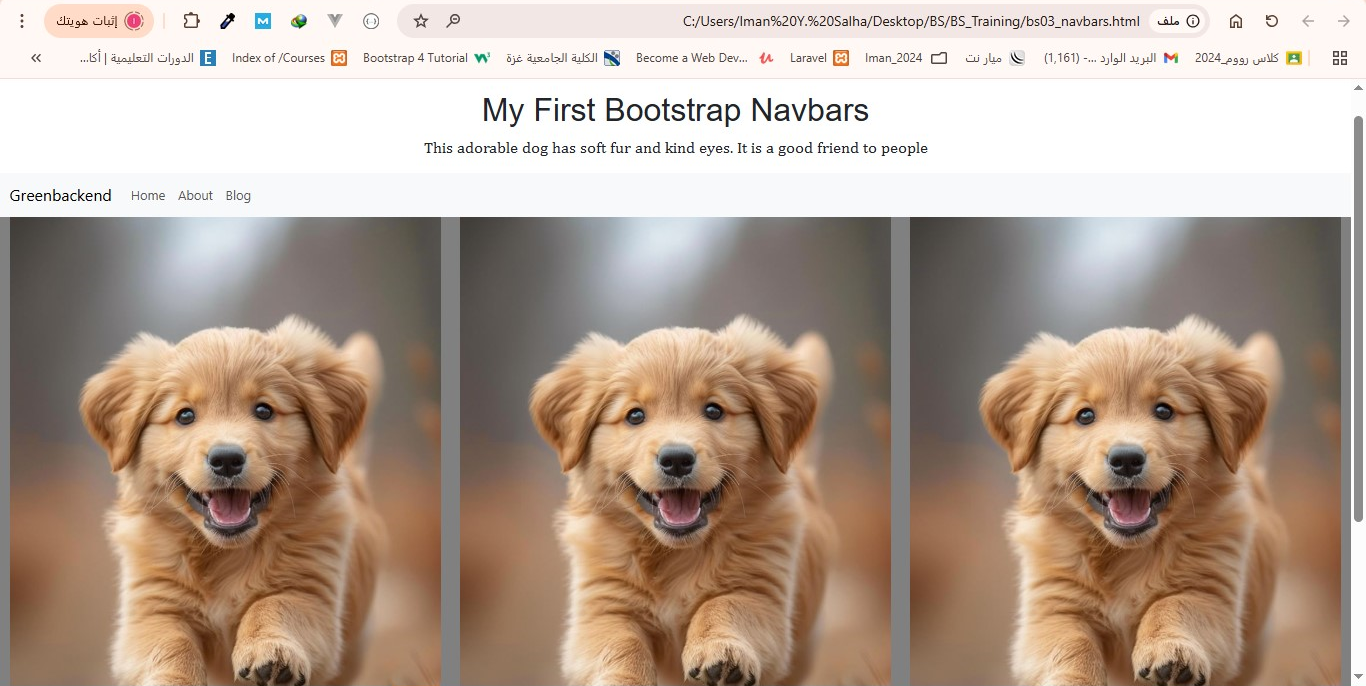 إثبات هويتك
C:/Users/Iman%20Y.%20Salha/Desktop/BS/BS_Training/bs03_navbars.html
ملف
كلاس رووم_2024
البريد الوارد ...- (1,161)
ميار نت
Iman_2024
Laravel
Become a Web Dev...
الكلية الجامعية غزة
Bootstrap 4 Tutorial
Index of /Courses
الدورات التعليمية | أكا...
My First Bootstrap Navbars
This adorable dog has soft fur and kind eyes. It is a good friend to people
Greenbackend Home About Blog